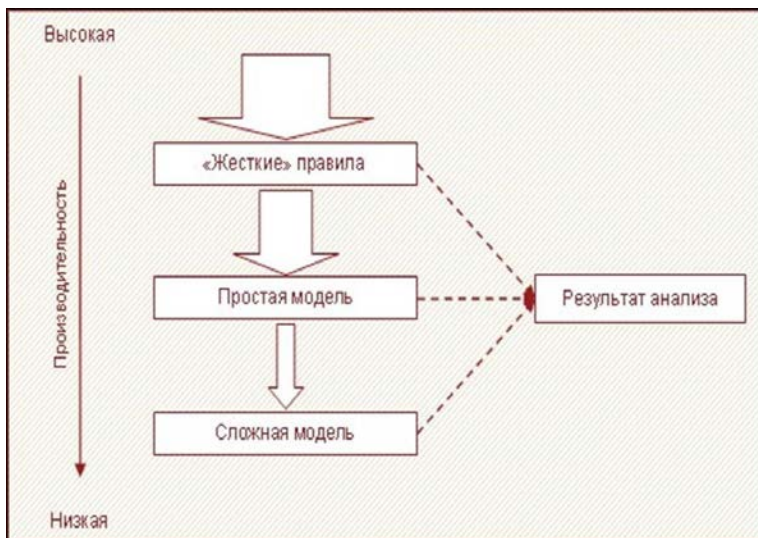 Высокая
«Жесткие» правила
Производительность
Простая модель
Результат анализа
Сложная модель
Низкая